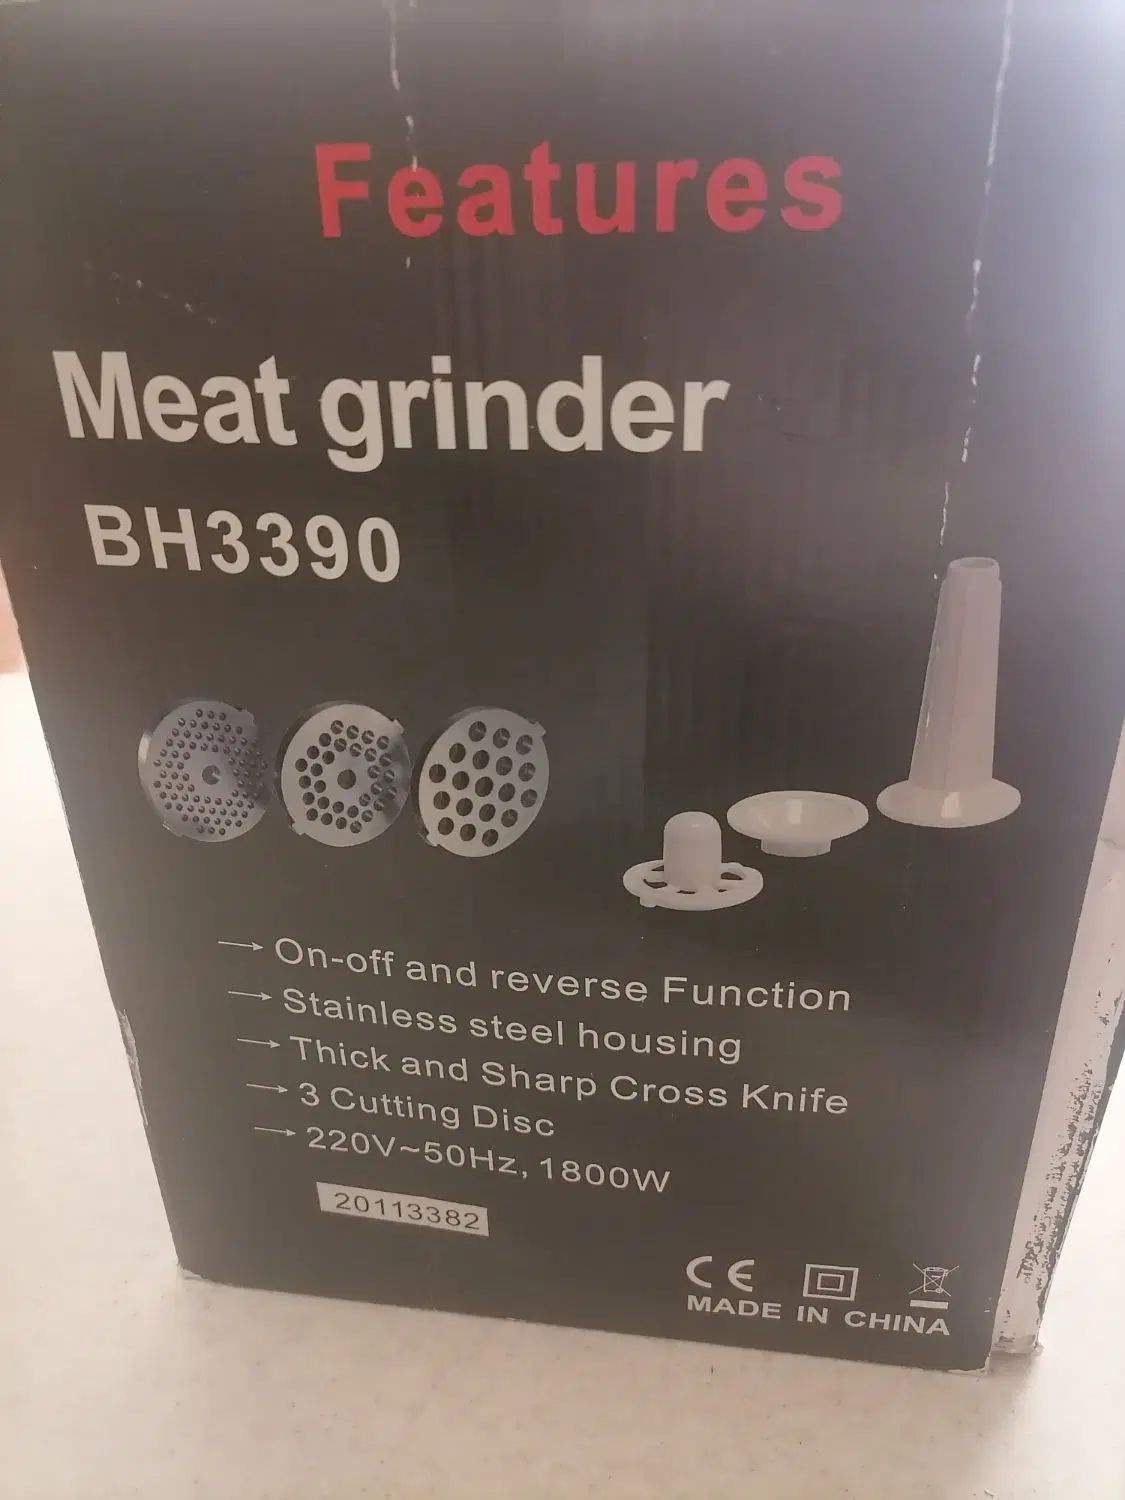 Features
Meat grinder
BH3390
→ On-off and reverse Function
→ Stainless steel housing
→ Thick and Sharp Cross Knife
→ 3 Cutting Disc
→ 220V~50Hz, 1800W
20113382
CE
MADE IN CHINA